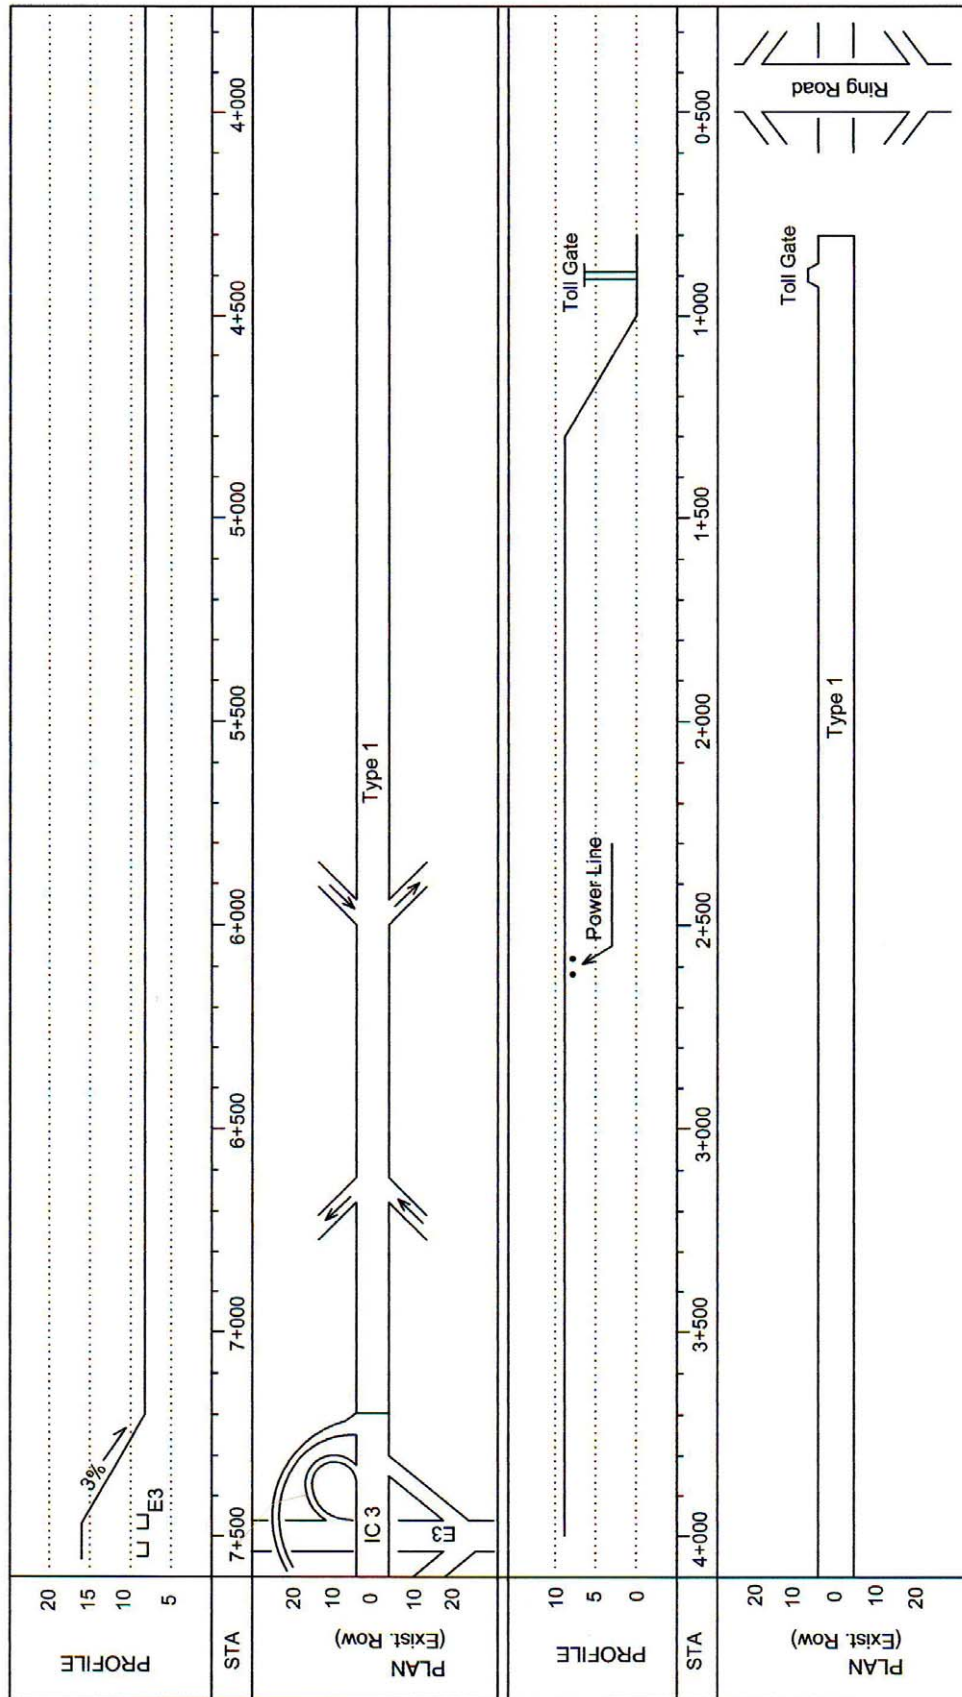 PROFILE
20
15
10
5
3%
E3
STA
7+500
7+000
6+500
6+000
5+500
5+000
4+500
4+000
PLAN
(Exist. Row)
20
10
0
10
20
IC 3
E3
Type 1
PROFILE
10
5
0
Power Line
Toll Gate
STA
4+000
3+500
3+000
2+500
2+000
1+500
1+000
0+500
PLAN
(Exist. Row)
20
10
0
10
20
Type 1
Toll Gate
Ring Road